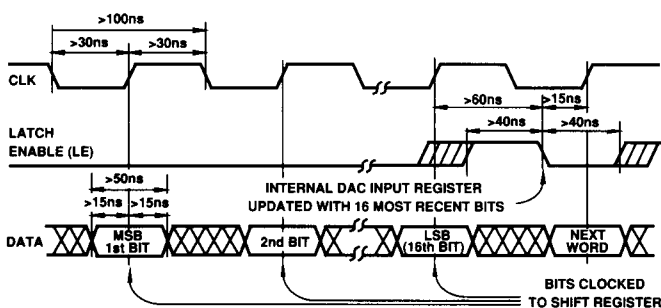 >100ns
>30ns >30ns
CLK
>60ns >15ns
LATCH
ENABLE (LE)
>40ns >40ns
>50ns
>15ns >15ns
INTERNAL DAC INPUT REGISTER
UPDATED WITH 16 MOST RECENT BITS
DATA
MSB
1st BIT
2nd BIT
LSB
(16th BIT)
NEXT
WORD
BITS CLOCKED
TO SHIFT REGISTER